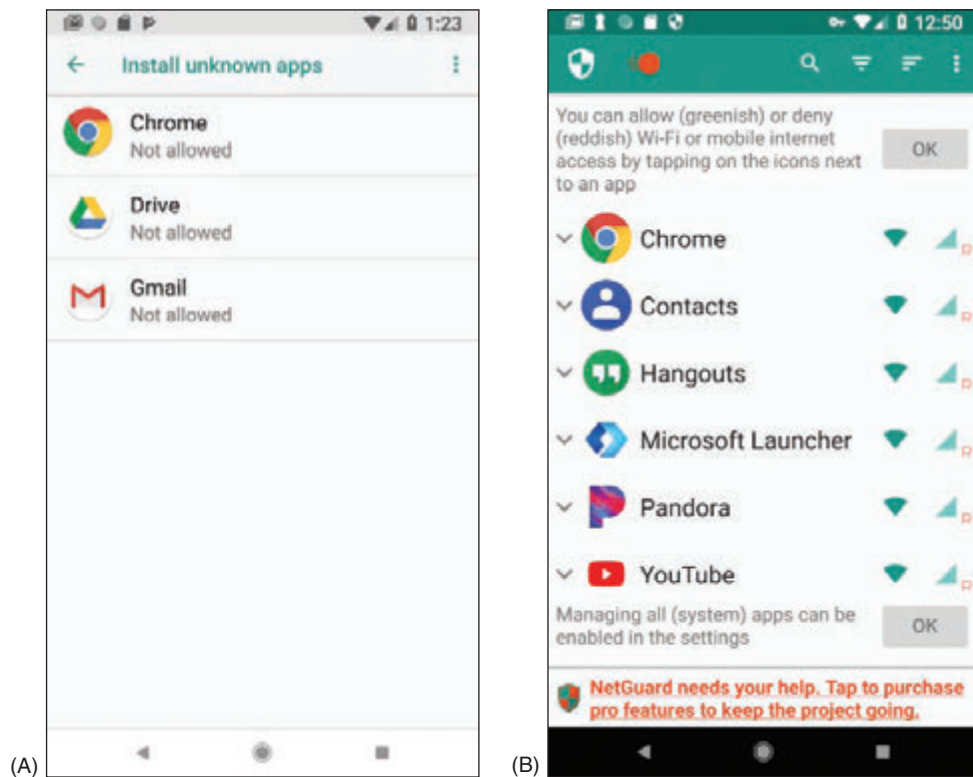 1:23
Install unknown apps
Chrome
Not allowed
Drive
Not allowed
Gmail
Not allowed
(A)
12:50
You can allow (greenish) or deny
(reddish) Wi-Fi or mobile internet
access by tapping on the icons next
to an app
OK
Chrome
R
Contacts
R
Hangouts
R
Microsoft Launcher
R
Pandora
R
YouTube
R
Managing all (system) apps can be
enabled in the settings
OK
NetGuard needs your help. Tap to purchase
pro features to keep the project going.
(B)